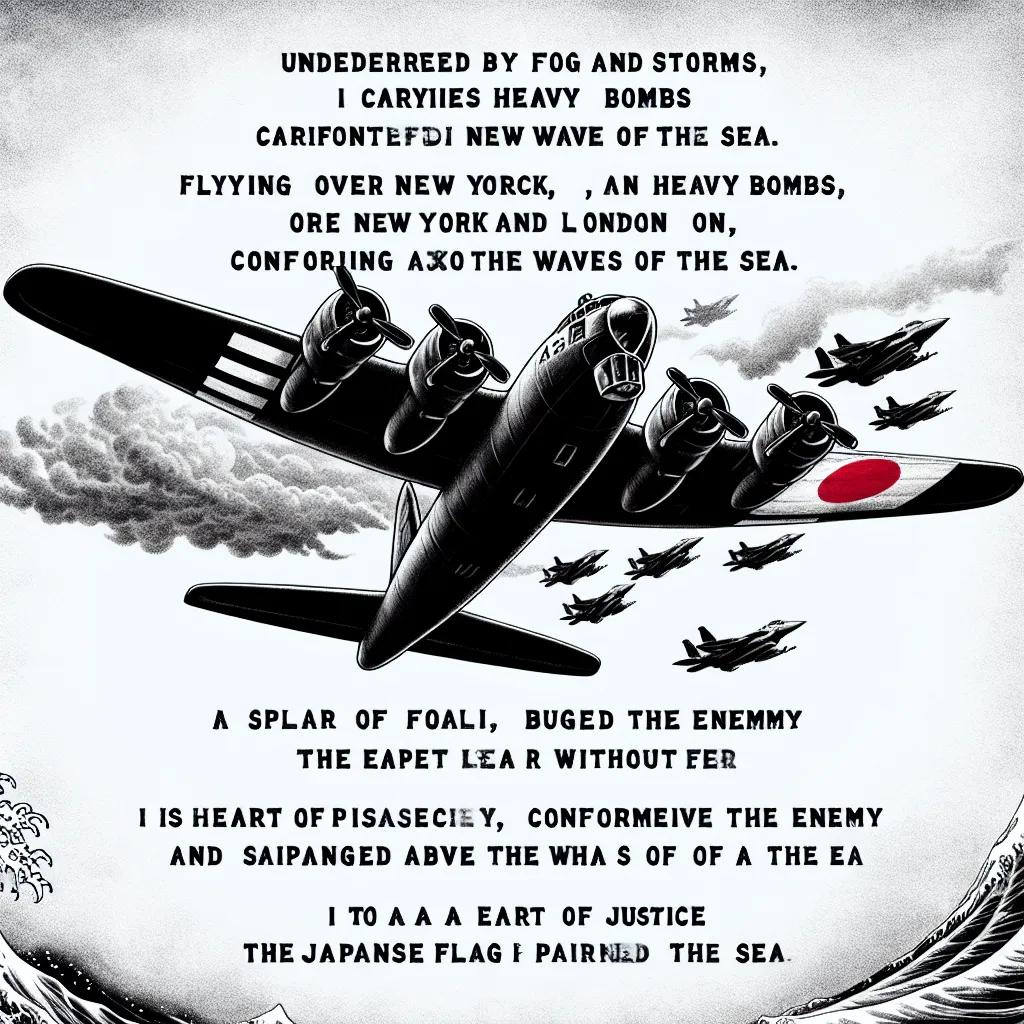 UNDEDERREED BY FOG AND STORMS,
I CARYIIES HEAVY BOMBS
NEW WAVE OF THE SEA.
FLYYING OVER NEW YORCK, , AN HEAVY BOMBS,
ORE NEW YORK AND LONDON ON,
THE WAVES OF THE SEA.
A SPLAR OF FOALI, BUGED THE ENEMMY
THE EAPET R WITHOUT FER
I IS HEART OF CONFORMEIVE THE ENEMY
AND SAIPANGED ABVE THE WHA S OF OF A THE EA
I TO A A A EART OF JUSTICE
THE JAPANSE FLAG THE SEA.